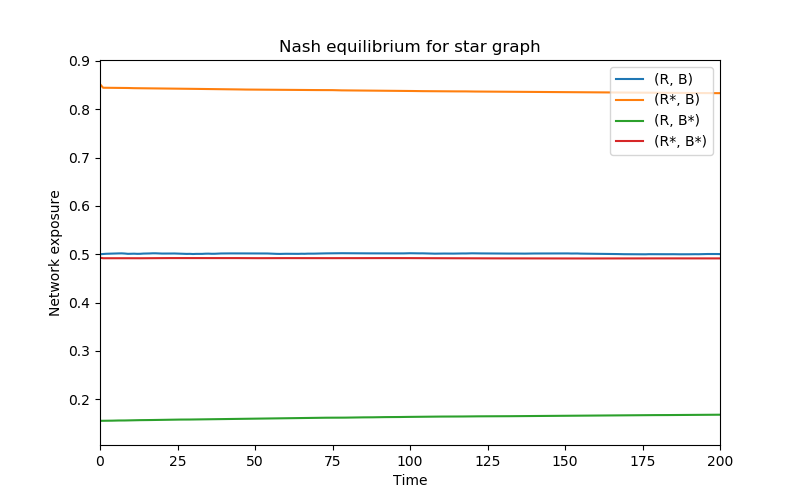 Nash equilibrium for star graph
Network exposure
0.9
0.8
0.7
0.6
0.5
0.4
0.3
0.2
(R, B)
(R*, B)
(R, B*)
(R*, B*)
0 25 50 75 100 125 150 175 200
Time